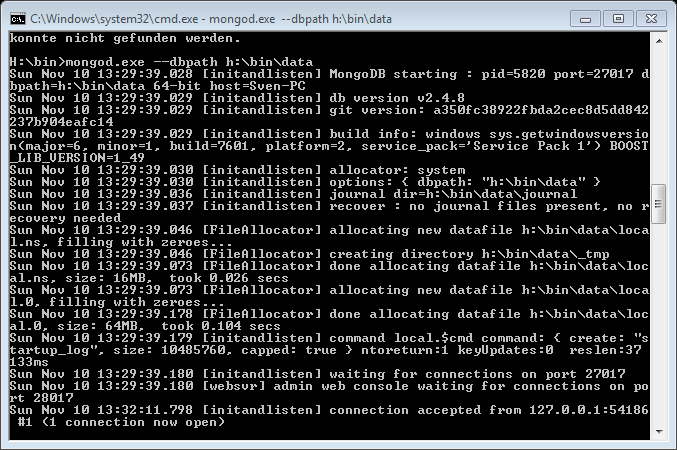 C:\Windows\system32\cmd.exe - mongod.exe  --dbpath h:\bin\data
konnte nicht gefunden werden.
H:\bin>mongod.exe --dbpath h:\bin\data
Sun Nov 10 13:29:39.028 [initandlisten] MongoDB starting : pid=5820 port=27017 d
bpath=h:\bin\data 64-bit host=Sven-PC
Sun Nov 10 13:29:39.029 [initandlisten] db version v2.4.8
Sun Nov 10 13:29:39.029 [initandlisten] git version: a350fc38922fbda2cec8d5dd842
237b904eafc14
Sun Nov 10 13:29:39.029 [initandlisten] build info: windows sys.getwindowsversio
n(major=6, minor=1, build=7601, platform=2, service_pack='Service Pack 1') BOOST
_LIB_VERSION=1_49
Sun Nov 10 13:29:39.030 [initandlisten] allocator: system
Sun Nov 10 13:29:39.030 [initandlisten] options: { dbpath: "h:\bin\data" }
Sun Nov 10 13:29:39.036 [initandlisten] journal dir=h:\bin\data\journal
Sun Nov 10 13:29:39.037 [initandlisten] recover : no journal files present, no r
ecovery needed
Sun Nov 10 13:29:39.046 [FileAllocator] allocating new datafile h:\bin\data\loca
l.ns, filling with zeroes...
Sun Nov 10 13:29:39.046 [FileAllocator] creating directory h:\bin\data\_tmp
Sun Nov 10 13:29:39.073 [FileAllocator] done allocating datafile h:\bin\data\loc
al.ns, size: 16MB,  took 0.026 secs
Sun Nov 10 13:29:39.073 [FileAllocator] allocating new datafile h:\bin\data\loca
l.0, filling with zeroes...
Sun Nov 10 13:29:39.178 [FileAllocator] done allocating datafile h:\bin\data\loc
al.0, size: 64MB,  took 0.104 secs
Sun Nov 10 13:29:39.179 [initandlisten] command local.$cmd command: { create: "s
tartup_log", size: 10485760, capped: true } ntoreturn:1 keyUpdates:0  reslen:37
133ms
Sun Nov 10 13:29:39.180 [initandlisten] waiting for connections on port 27017
Sun Nov 10 13:29:39.180 [websvr] admin web console waiting for connections on po
rt 28017
Sun Nov 10 13:32:11.798 [initandlisten] connection accepted from 127.0.0.1:54186
 #1 (1 connection now open)